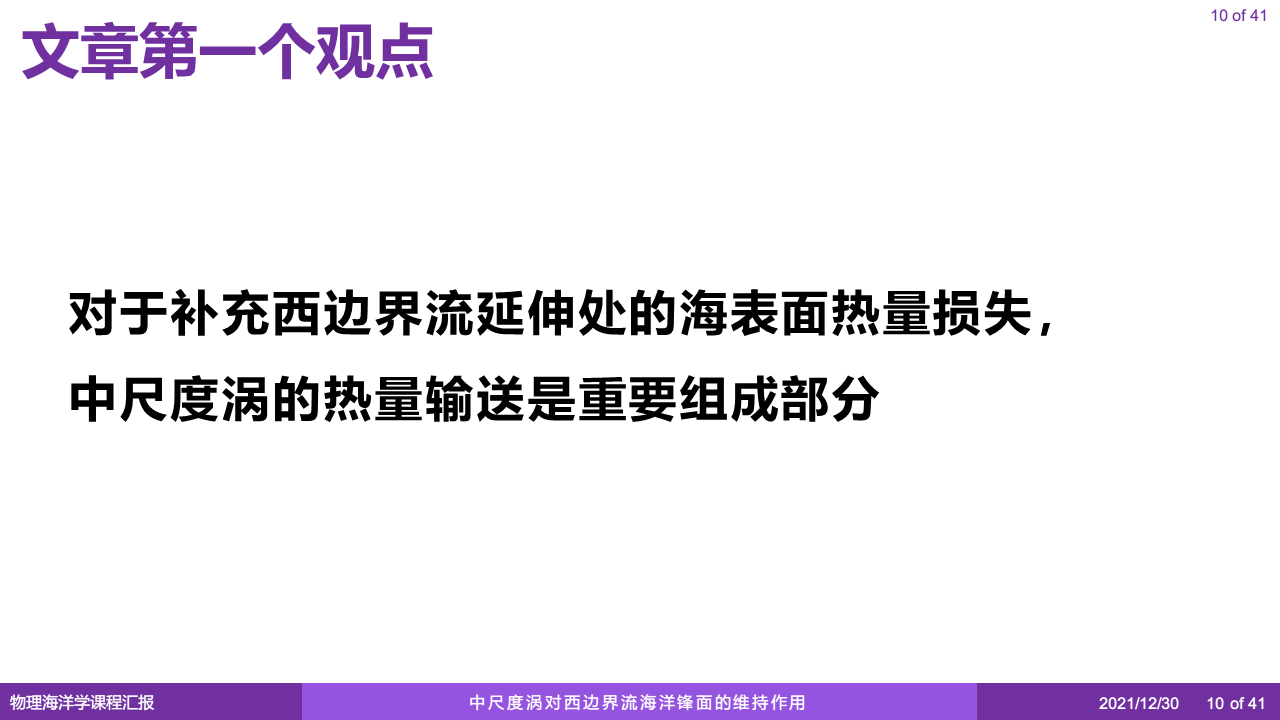 文章第一个观点
10 of 41
对于补充西边界流延伸处的海表面热量损失，
中尺度涡的热量输送是重要组成部分
物理海洋学课程汇报
中尺度涡对西边界流海洋锋面的维持作用
2021/12/30
10 of 41